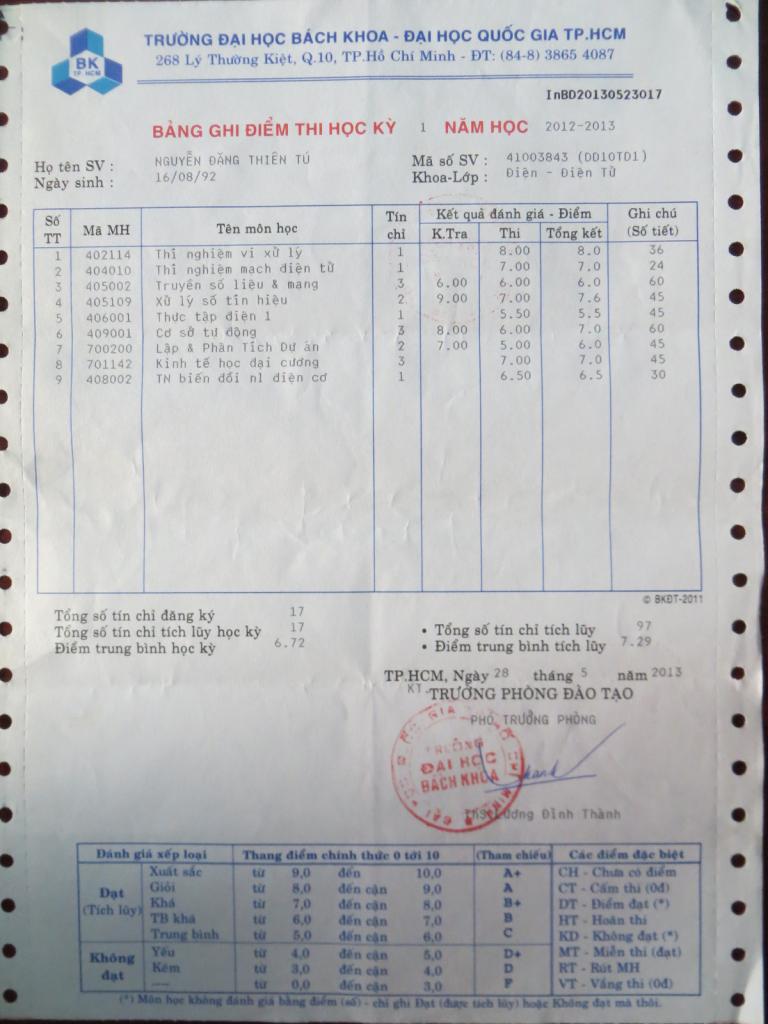 BK
TP HCM
TRƯỜNG ĐẠI HỌC BÁCH KHOA - ĐẠI HỌC QUỐC GIA TP.HCM
268 Lý Thường Kiệt, Q.10, TP.Hồ Chí Minh - ĐT: (84-8) 3865 4087
InBD20130523017
BẢNG GHI ĐIỂM THI HỌC KỲ 1 NĂM HỌC 2012-2013
Họ tên SV : NGUYỄN ĐĂNG THIÊN TÚ Mã số SV : 41003843 (DD10TD1)
Ngày sinh : 16/08/92 Khoa-Lớp : Điện - Điện Tử
Số TT Mã MH Tên môn học Tín chỉ Kết quả đánh giá - Điểm Ghi chú (Số tiết)
K.Tra Thi Tổng kết
1 402114 Thí nghiệm vi xử lý 1 8.00 8.0 36
2 404010 Thí nghiệm mạch điện tử 1 7.00 7.0 24
3 405002 Truyền số liệu & mạng 3 6.00 6.00 6.0 60
4 405109 Xử lý số tín hiệu 2 9.00 7.00 7.6 45
5 406001 Thực tập điện 1 1 5.50 5.5 45
6 409001 Cơ sở tự động 3 8.00 6.00 7.0 60
7 700200 Lập & Phân Tích Dự án 2 7.00 5.00 6.0 45
8 701142 Kinh tế học đại cương 3 7.00 7.0 45
9 408002 TN biến đổi nl điện cơ 1 6.50 6.5 30
© BKĐT-2011
Tổng số tín chỉ đăng ký 17
Tổng số tín chỉ tích lũy học kỳ 17 • Tổng số tín chỉ tích lũy 97
Điểm trung bình học kỳ 6.72 • Điểm trung bình tích lũy 7.29
TP.HCM, Ngày 28 tháng 5 năm 2013
KT. TRƯỞNG PHÒNG ĐÀO TẠO
PHÓ TRƯỞNG PHÒNG
TRƯỜNG
ĐẠI HỌC
BÁCH KHOA
ThS. Lương Đình Thành
Đánh giá xếp loại Thang điểm chính thức 0 tới 10 (Tham chiếu) Các điểm đặc biệt
Đạt (Tích lũy) Xuất sắc từ 9,0 đến 10,0 A+ CH - Chưa có điểm
Giỏi từ 8,0 đến cận 9,0 A CT - Cấm thi (0đ)
Khá từ 7,0 đến cận 8,0 B+ DT - Điểm đạt (*)
TB khá từ 6,0 đến cận 7,0 B HT - Hoãn thi
Trung bình từ 5,0 đến cận 6,0 C KD - Không đạt (*)
Không đạt Yếu từ 4,0 đến cận 5,0 D+ MT - Miễn thi (đạt)
Kém từ 3,0 đến cận 4,0 D RT - Rút MH
---- từ 0,0 đến cận 3,0 F VT - Vắng thi (0đ)
(*) Môn học không đánh giá bằng điểm (số) - chỉ ghi Đạt (được tích lũy) hoặc Không đạt mà thôi.